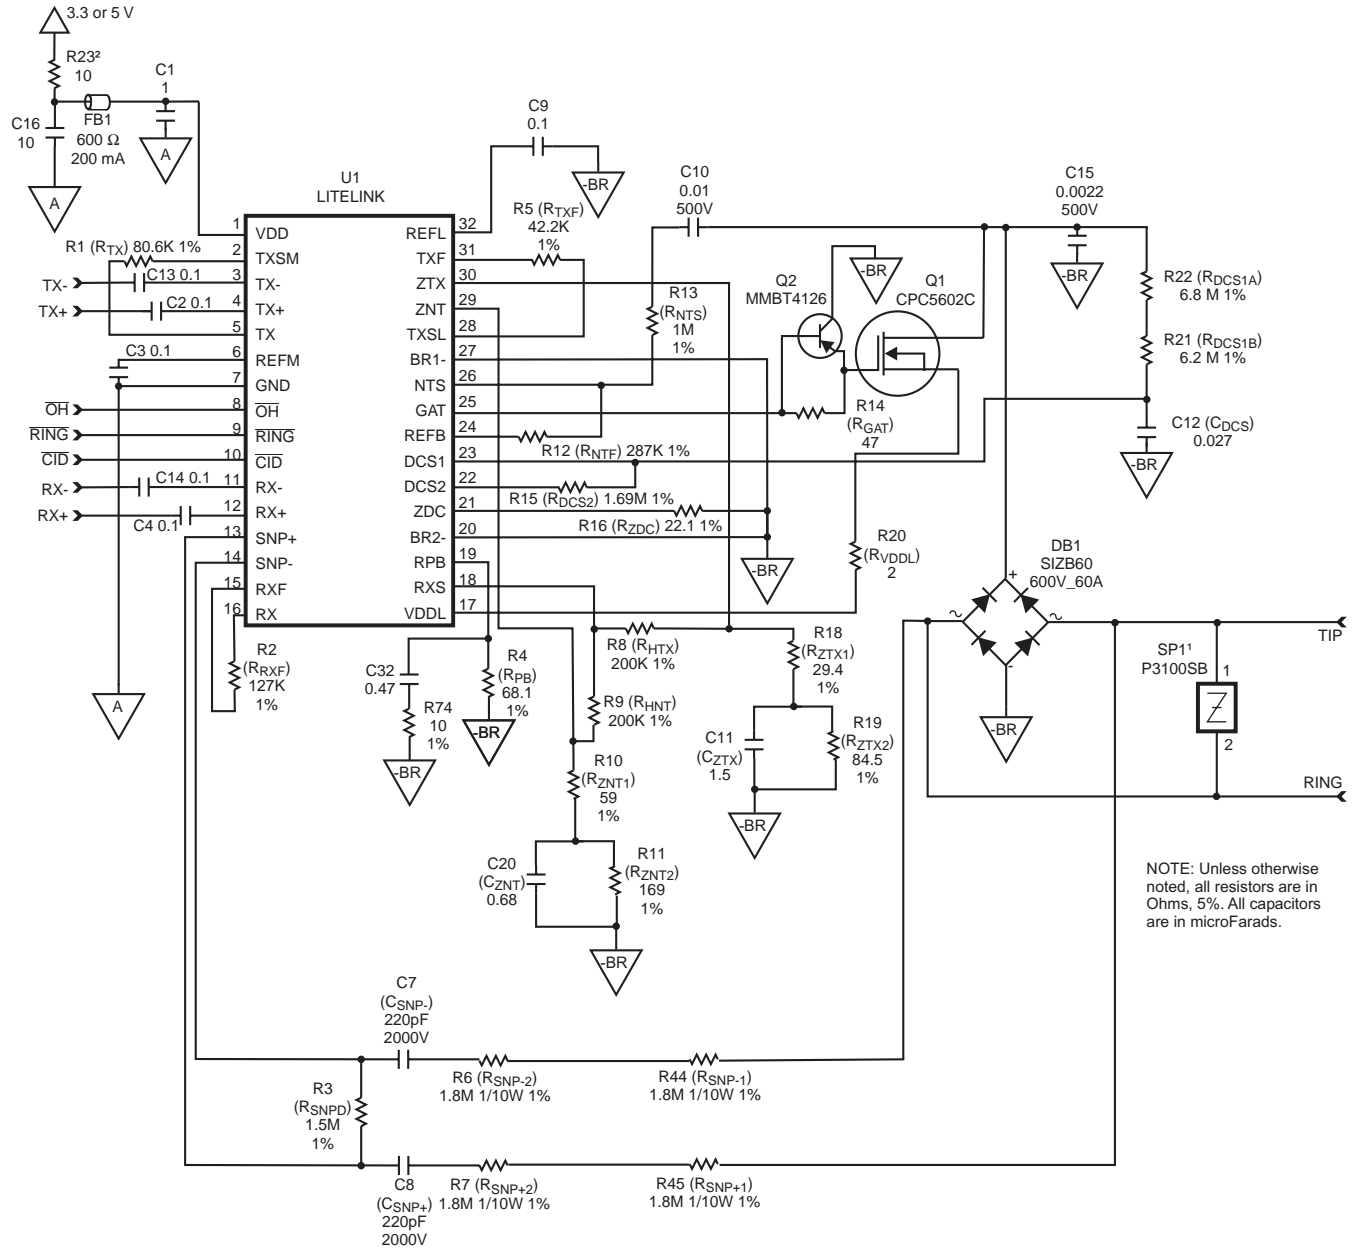 3.3 or 5 V
R23²
10
C1
1
C16
10
FB1
600 Ω
200 mA
A
A
C9
0.1
-BR
U1
LITELINK
1
VDD
2
TXSM
3
TX-
4
TX+
5
TX
6
REFM
7
GND
8
OH
9
RING
10
CID
11
RX-
12
RX+
13
SNP+
14
SNP-
15
RXF
16
RX
32
REFL
31
TXF
30
ZTX
29
ZNT
28
TXSL
27
BR1-
26
NTS
25
GAT
24
REFB
23
DCS1
22
DCS2
21
ZDC
20
BR2-
19
RPB
18
RXS
17
VDDL
R1 (RTX) 80.6K 1%
TX-
C13 0.1
TX+
C2 0.1
C3 0.1
OH
RING
CID
RX-
C14 0.1
RX+
C4 0.1
A
R2
(RRXF)
127K
1%
R5 (RTXF)
42.2K
1%
C10
0.01
500V
R13
(RNTS)
1M
1%
Q2
MMBT4126
-BR
Q1
CPC5602C
C15
0.0022
500V
-BR
R22 (RDCS1A)
6.8 M 1%
R21 (RDCS1B)
6.2 M 1%
C12 (CDCS)
0.027
-BR
R14
(RGAT)
47
R12 (RNTF) 287K 1%
R15 (RDCS2) 1.69M 1%
R16 (RZDC) 22.1 1%
-BR
R20
(RVDDL)
2
DB1
SIZB60
600V_60A
+
~
~
-
-BR
TIP
SP1¹
P3100SB
1
2
RING
C32
0.47
R74
10
1%
-BR
R4
(RPB)
68.1
1%
-BR
R8 (RHTX)
200K 1%
R9 (RHNT)
200K 1%
R18
(RZTX1)
29.4
1%
C11
(CZTX)
1.5
R19
(RZTX2)
84.5
1%
-BR
R10
(RZNT1)
59
1%
C20
(CZNT)
0.68
R11
(RZNT2)
169
1%
-BR
NOTE: Unless otherwise
noted, all resistors are in
Ohms, 5%. All capacitors
are in microFarads.
C7
(CSNP-)
220pF
2000V
R6 (RSNP-2)
1.8M 1/10W 1%
R44 (RSNP-1)
1.8M 1/10W 1%
R3
(RSNPD)
1.5M
1%
C8
(CSNP+)
220pF
2000V
R7 (RSNP+2)
1.8M 1/10W 1%
R45 (RSNP+1)
1.8M 1/10W 1%